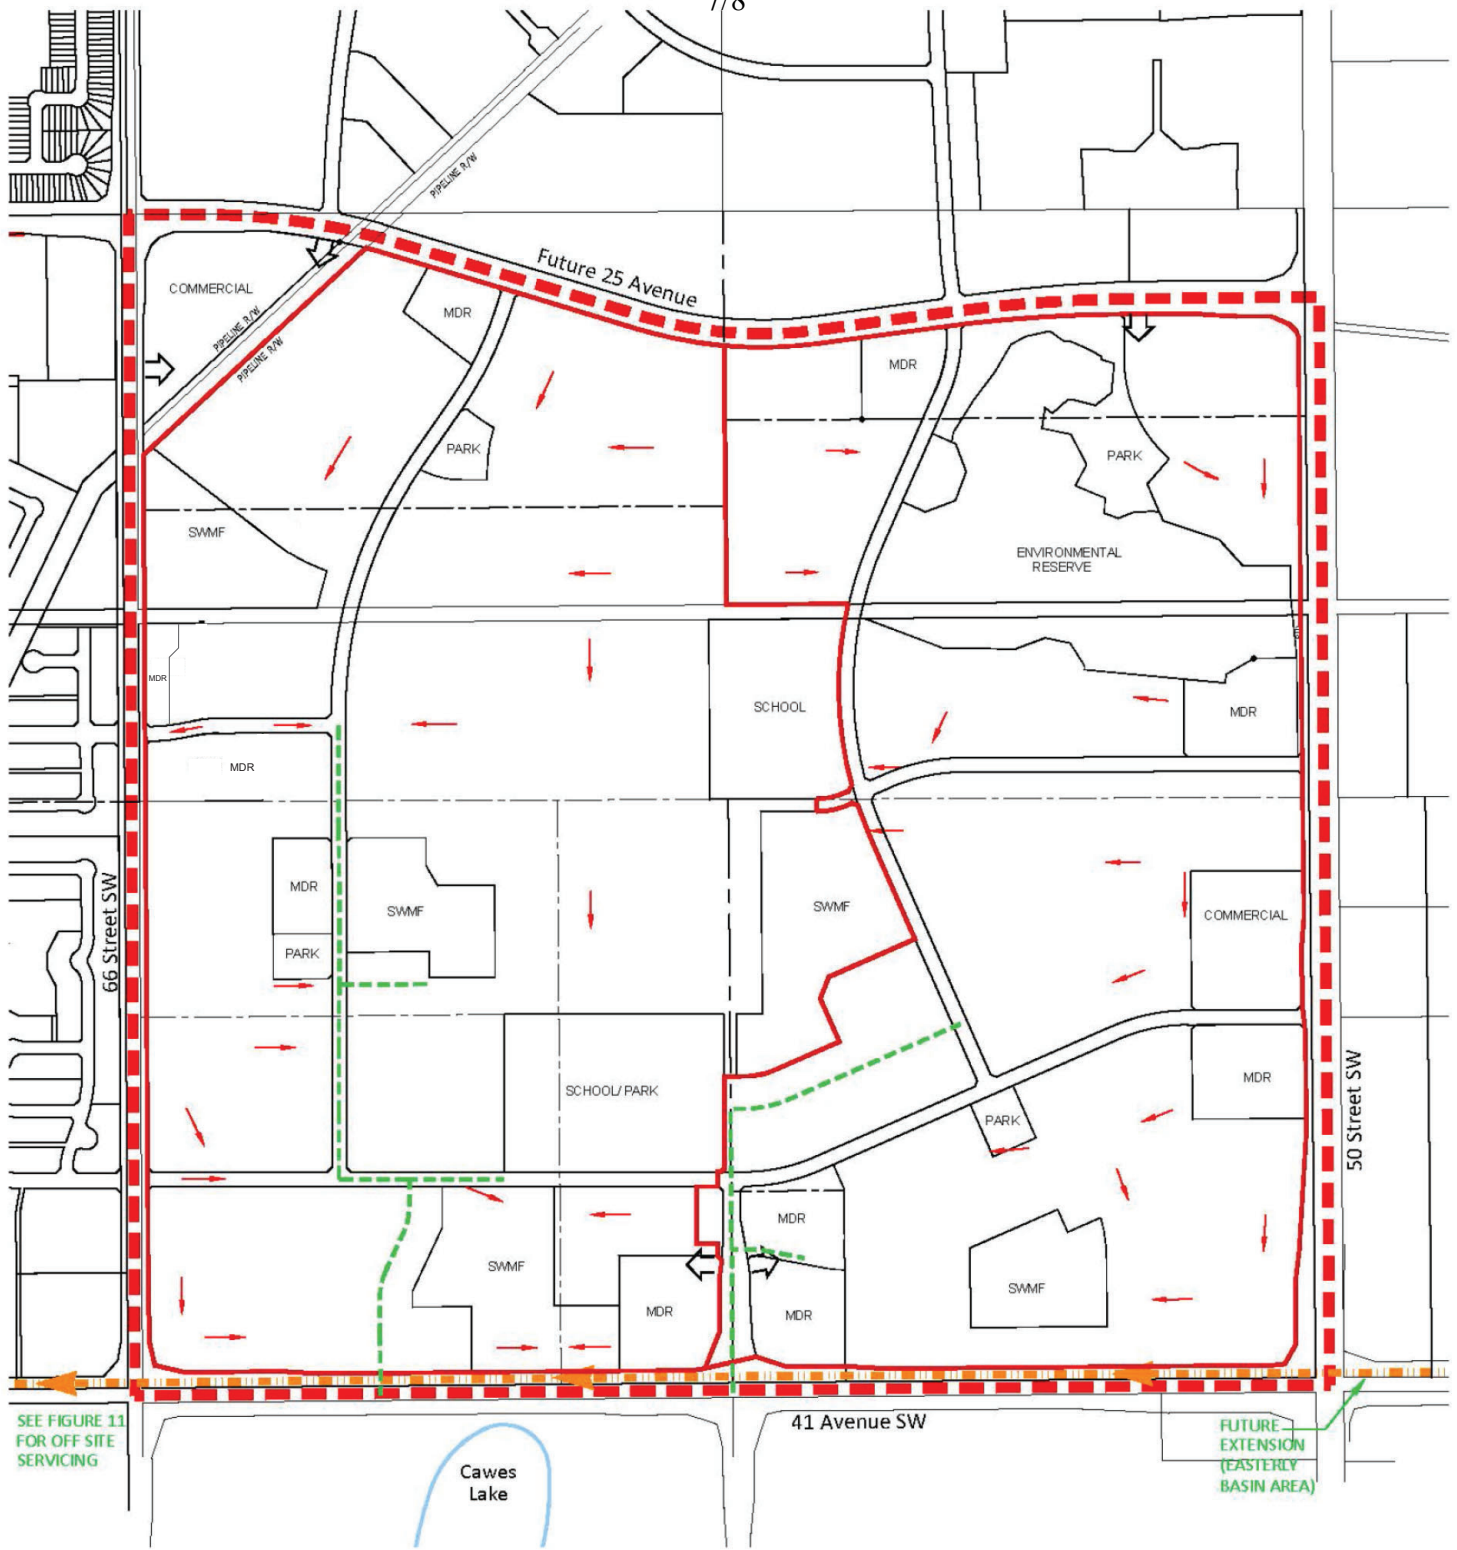 7/8
PIPELINE R/W
Future 25 Avenue
COMMERCIAL
PIPELINE R/W
PIPELINE R/W
MDR
MDR
PARK
PARK
SWMF
ENVIRONMENTAL
RESERVE
MDR
SCHOOL
MDR
MDR
MDR
SWMF
SWMF
COMMERCIAL
66 Street SW
PARK
SCHOOL/PARK
MDR
PARK
50 Street SW
MDR
SWMF
SWMF
MDR
MDR
41 Avenue SW
SEE FIGURE 11
FOR OFF SITE
SERVICING
FUTURE
EXTENSION
(EASTERLY
BASIN AREA)
Cawes
Lake